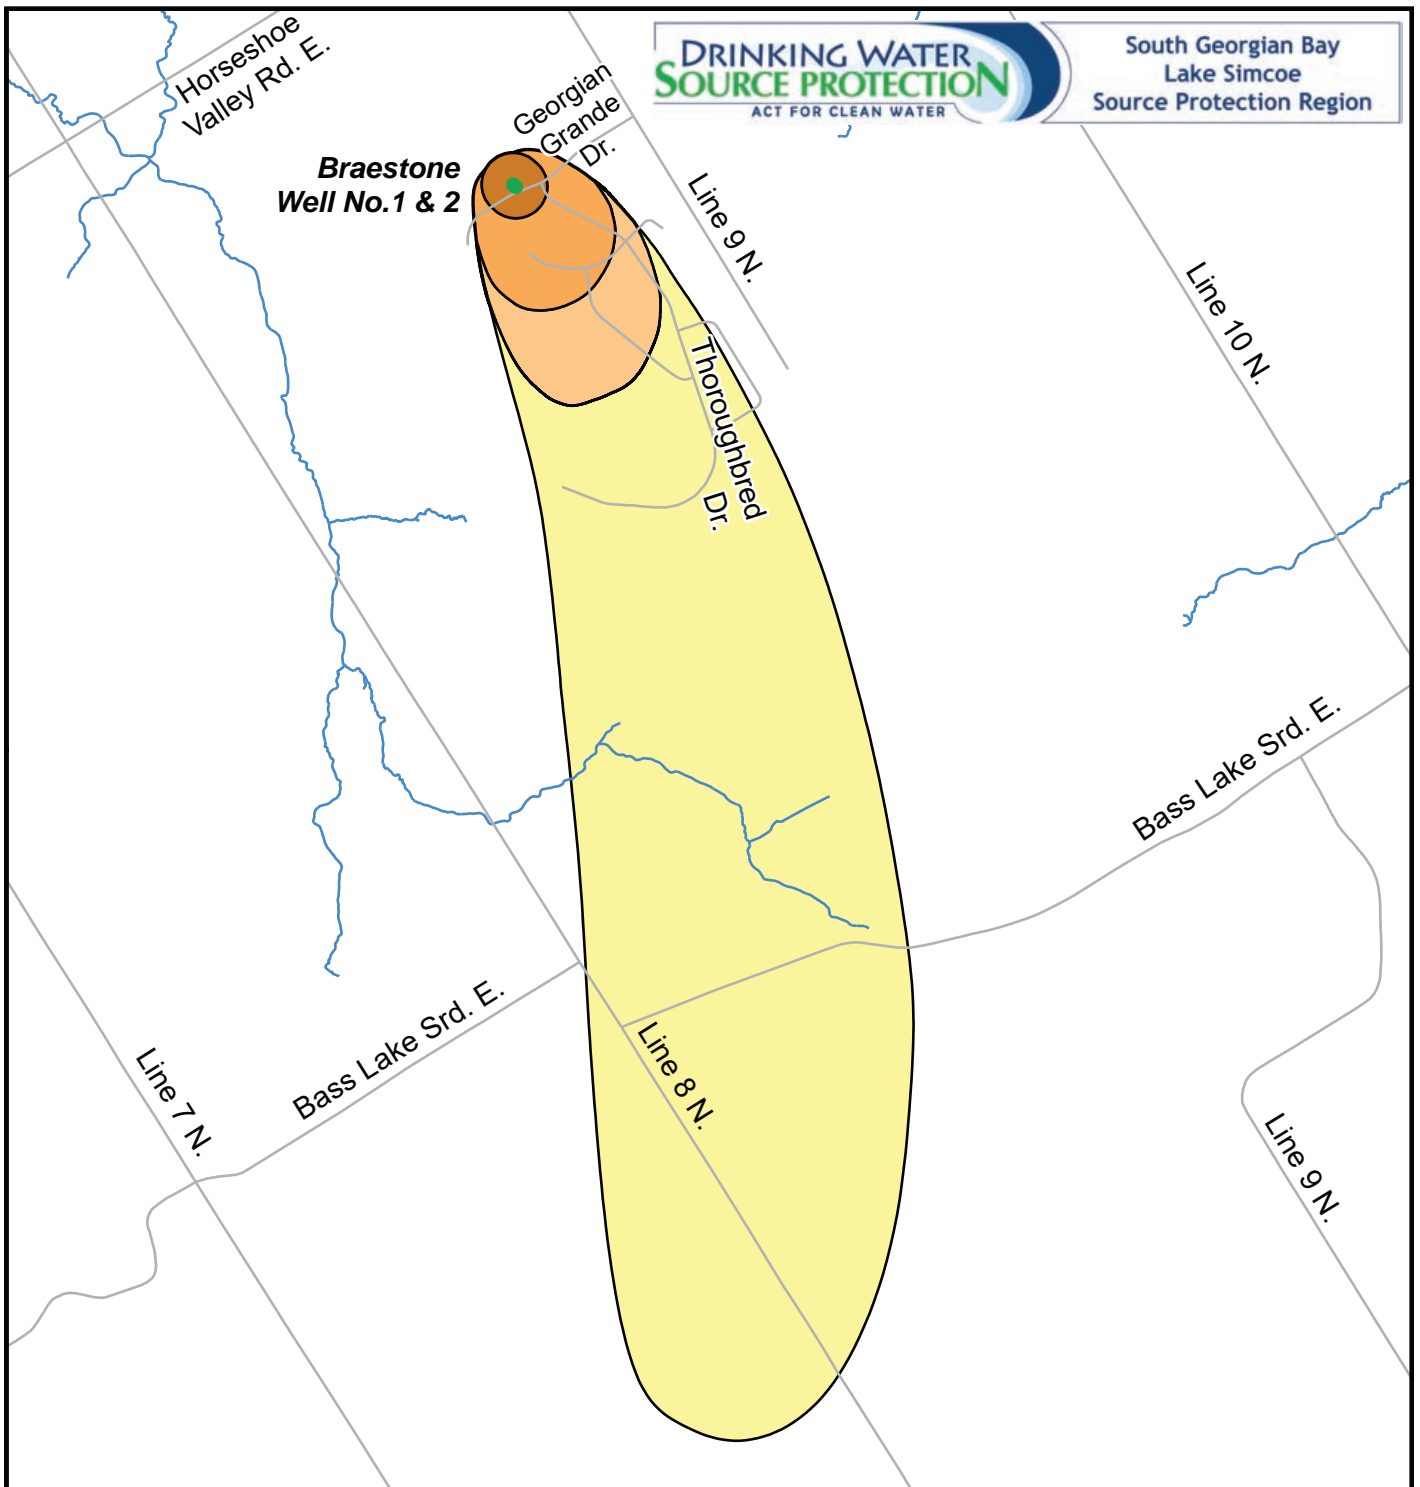 DRINKING WATER
SOURCE PROTECTION
ACT FOR CLEAN WATER
South Georgian Bay
Lake Simcoe
Source Protection Region
Horseshoe
Valley Rd. E.
Georgian
Grande
Dr.
Braestone
Well No.1 & 2
Line 9 N.
Line 10 N.
Thoroughbred
Dr.
Bass Lake Srd. E.
Bass Lake Srd. E.
Line 8 N.
Line 7 N.
Line 9 N.